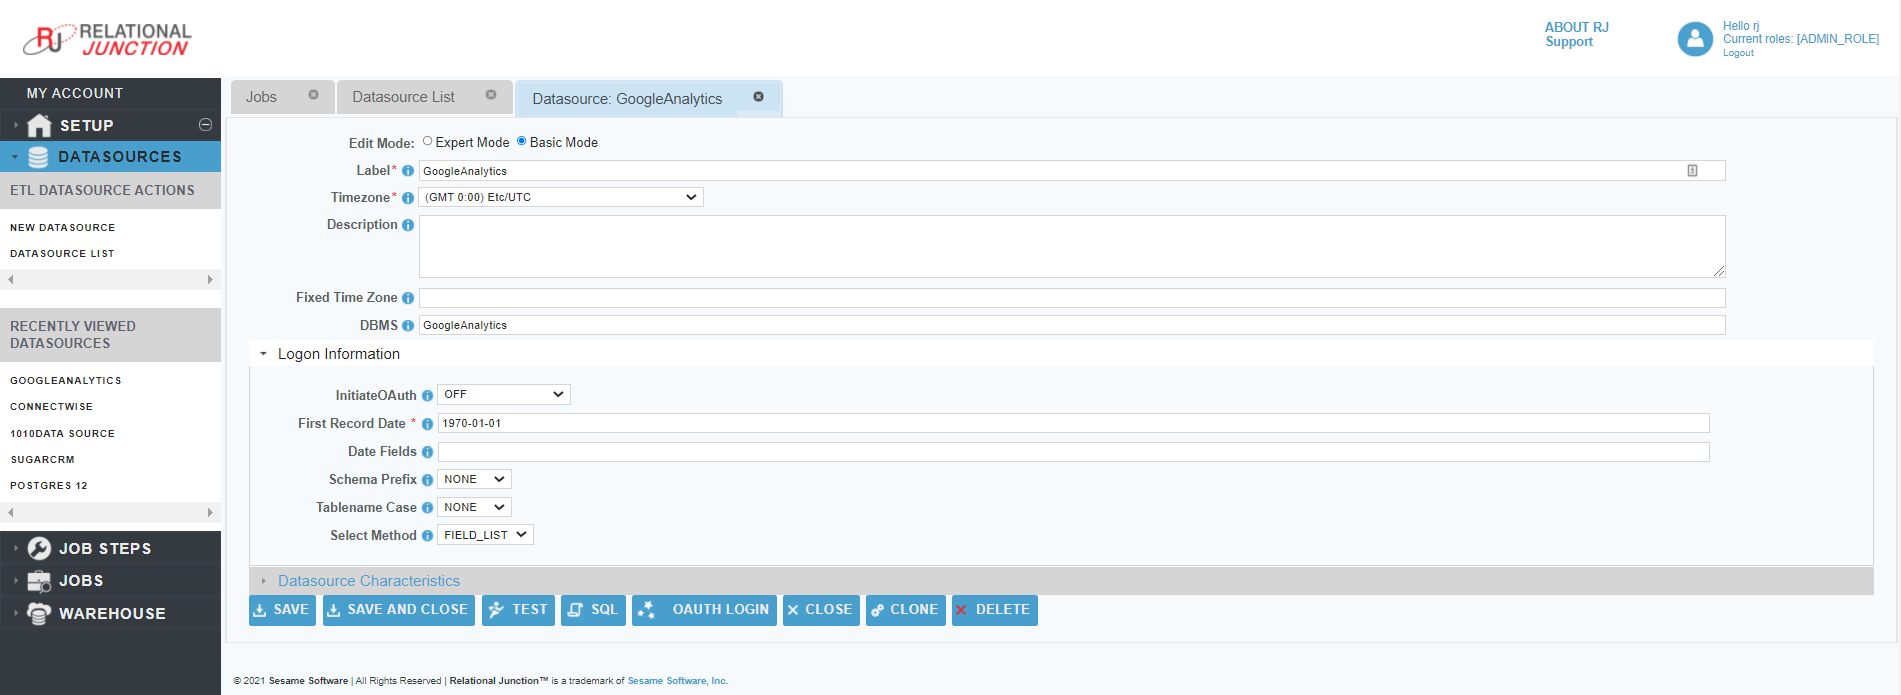 RELATIONAL
JUNCTION
ABOUT RJ
Support
Hello rj
Current roles: [ADMIN_ROLE]
Logout
MY ACCOUNT
SETUP
DATASOURCES
ETL DATASOURCE ACTIONS
NEW DATASOURCE
DATASOURCE LIST
RECENTLY VIEWED
DATASOURCES
GOOGLEANALYTICS
CONNECTWISE
1010DATA SOURCE
SUGARCRM
POSTGRES 12
JOB STEPS
JOBS
WAREHOUSE
Jobs Datasource List Datasource: GoogleAnalytics
Edit Mode: Expert Mode Basic Mode
Label* GoogleAnalytics
Timezone* (GMT 0:00) Etc/UTC
Description
Fixed Time Zone
DBMS GoogleAnalytics
Logon Information
InitiateOAuth OFF
First Record Date * 1970-01-01
Date Fields
Schema Prefix NONE
Tablename Case NONE
Select Method FIELD_LIST
Datasource Characteristics
SAVE SAVE AND CLOSE TEST SQL OAUTH LOGIN CLOSE CLONE DELETE
© 2021 Sesame Software | All Rights Reserved | Relational Junction™ is a trademark of Sesame Software, Inc.